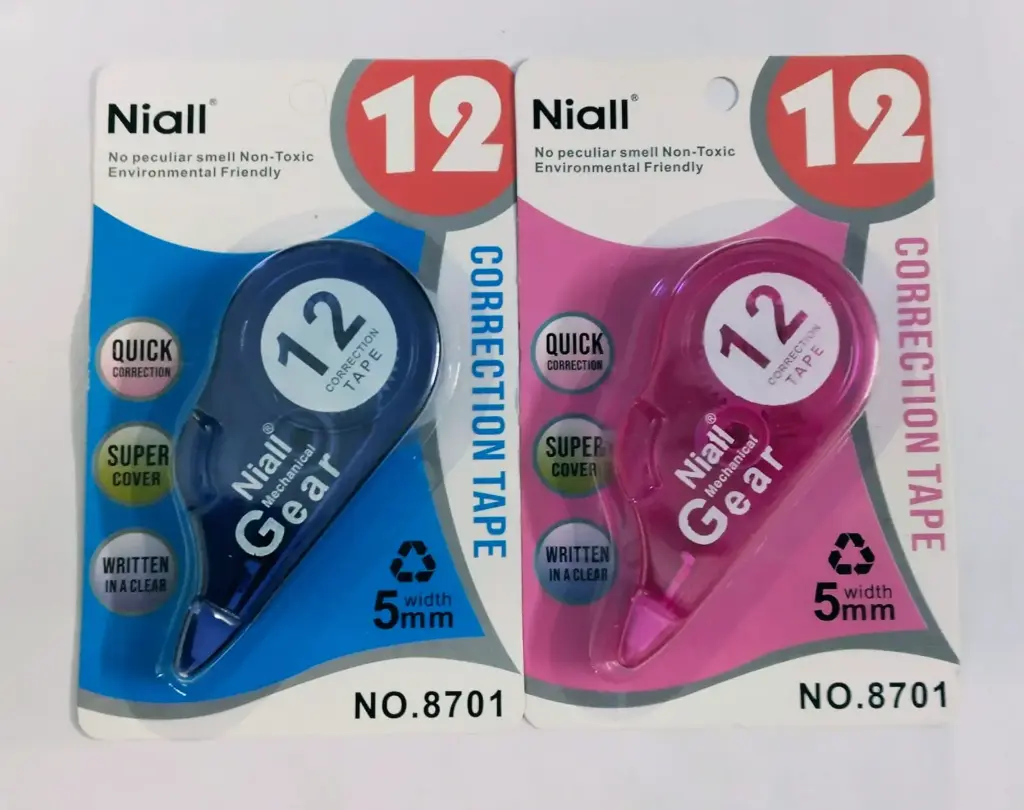 Niall®
12
No peculiar smell Non-Toxic
Environmental Friendly
CORRECTION TAPE
12
CORRECTION
TAPE
QUICK
CORRECTION
SUPER
COVER
WRITTEN
IN A CLEAR
Niall®
Mechanical
Gear
5mm
width
NO.8701
Niall®
12
No peculiar smell Non-Toxic
Environmental Friendly
CORRECTION TAPE
12
CORRECTION
TAPE
QUICK
CORRECTION
SUPER
COVER
WRITTEN
IN A CLEAR
Niall®
Mechanical
Gear
5mm
width
NO.8701